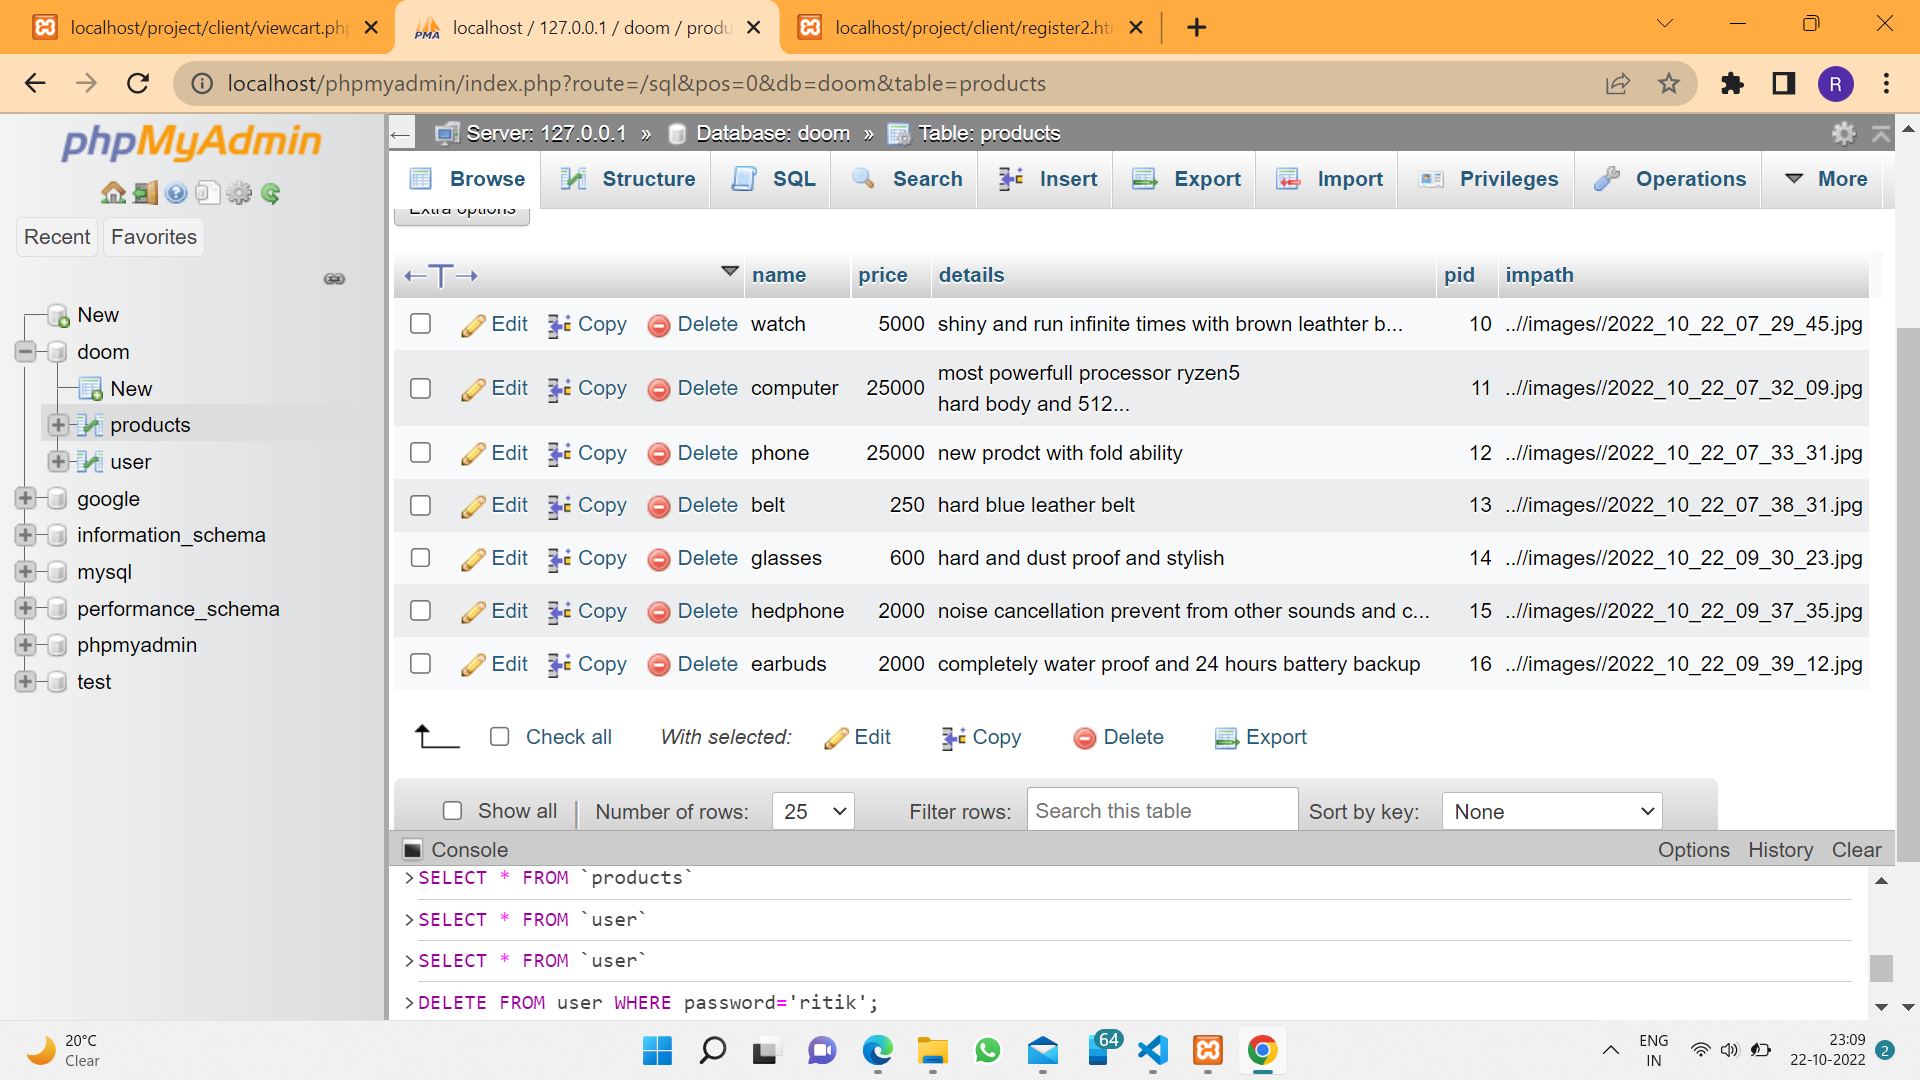 localhost/project/client/viewcart.php
localhost / 127.0.0.1 / doom / produ
localhost/project/client/register2.htm
localhost/phpmyadmin/index.php?route=/sql&pos=0&db=doom&table=products
R
phpMyAdmin
Recent
Favorites
New
doom
New
products
user
google
information_schema
mysql
performance_schema
phpmyadmin
test
Server: 127.0.0.1 » Database: doom » Table: products
Browse Structure SQL Search Insert Export Import Privileges Operations More
Extra options
name price details pid impath
Edit Copy Delete watch 5000 shiny and run infinite times with brown leathter b... 10 ..//images//2022_10_22_07_29_45.jpg
Edit Copy Delete computer 25000 most powerfull processor ryzen5
hard body and 512... 11 ..//images//2022_10_22_07_32_09.jpg
Edit Copy Delete phone 25000 new prodct with fold ability 12 ..//images//2022_10_22_07_33_31.jpg
Edit Copy Delete belt 250 hard blue leather belt 13 ..//images//2022_10_22_07_38_31.jpg
Edit Copy Delete glasses 600 hard and dust proof and stylish 14 ..//images//2022_10_22_09_30_23.jpg
Edit Copy Delete hedphone 2000 noise cancellation prevent from other sounds and c... 15 ..//images//2022_10_22_09_37_35.jpg
Edit Copy Delete earbuds 2000 completely water proof and 24 hours battery backup 16 ..//images//2022_10_22_09_39_12.jpg
Check all With selected: Edit Copy Delete Export
Show all Number of rows: 25 Filter rows: Search this table Sort by key: None
Console Options History Clear
>SELECT * FROM `products`
>SELECT * FROM `user`
>SELECT * FROM `user`
>DELETE FROM user WHERE password='ritik';
20°C
Clear
64
ENG
IN
23:09
22-10-2022
2